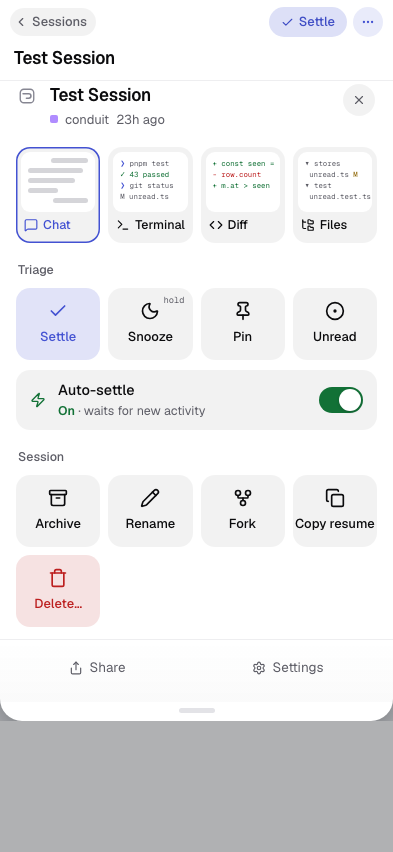 Sessions
Settle
Test Session
Test Session
conduit 23h ago
❯ pnpm test
✓ 43 passed
❯ git status
M unread.ts
+ const seen =
- row.count
+ m.at > seen
▾ stores
unread.ts M
▾ test
unread.test.ts
Chat
Terminal
Diff
Files
Triage
Settle
hold
Snooze
Pin
Unread
Auto-settle
On · waits for new activity
Session
Archive
Rename
Fork
Copy resume
Delete...
Share
Settings